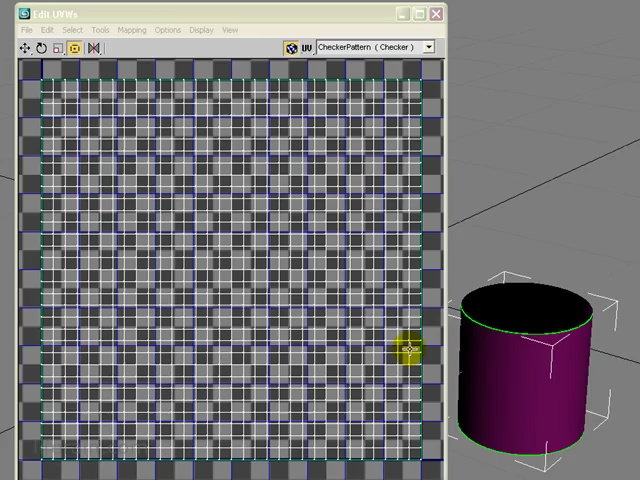 Edit UVWs
File Edit Select Tools Mapping Options Display View
UV CheckerPattern ( Checker )